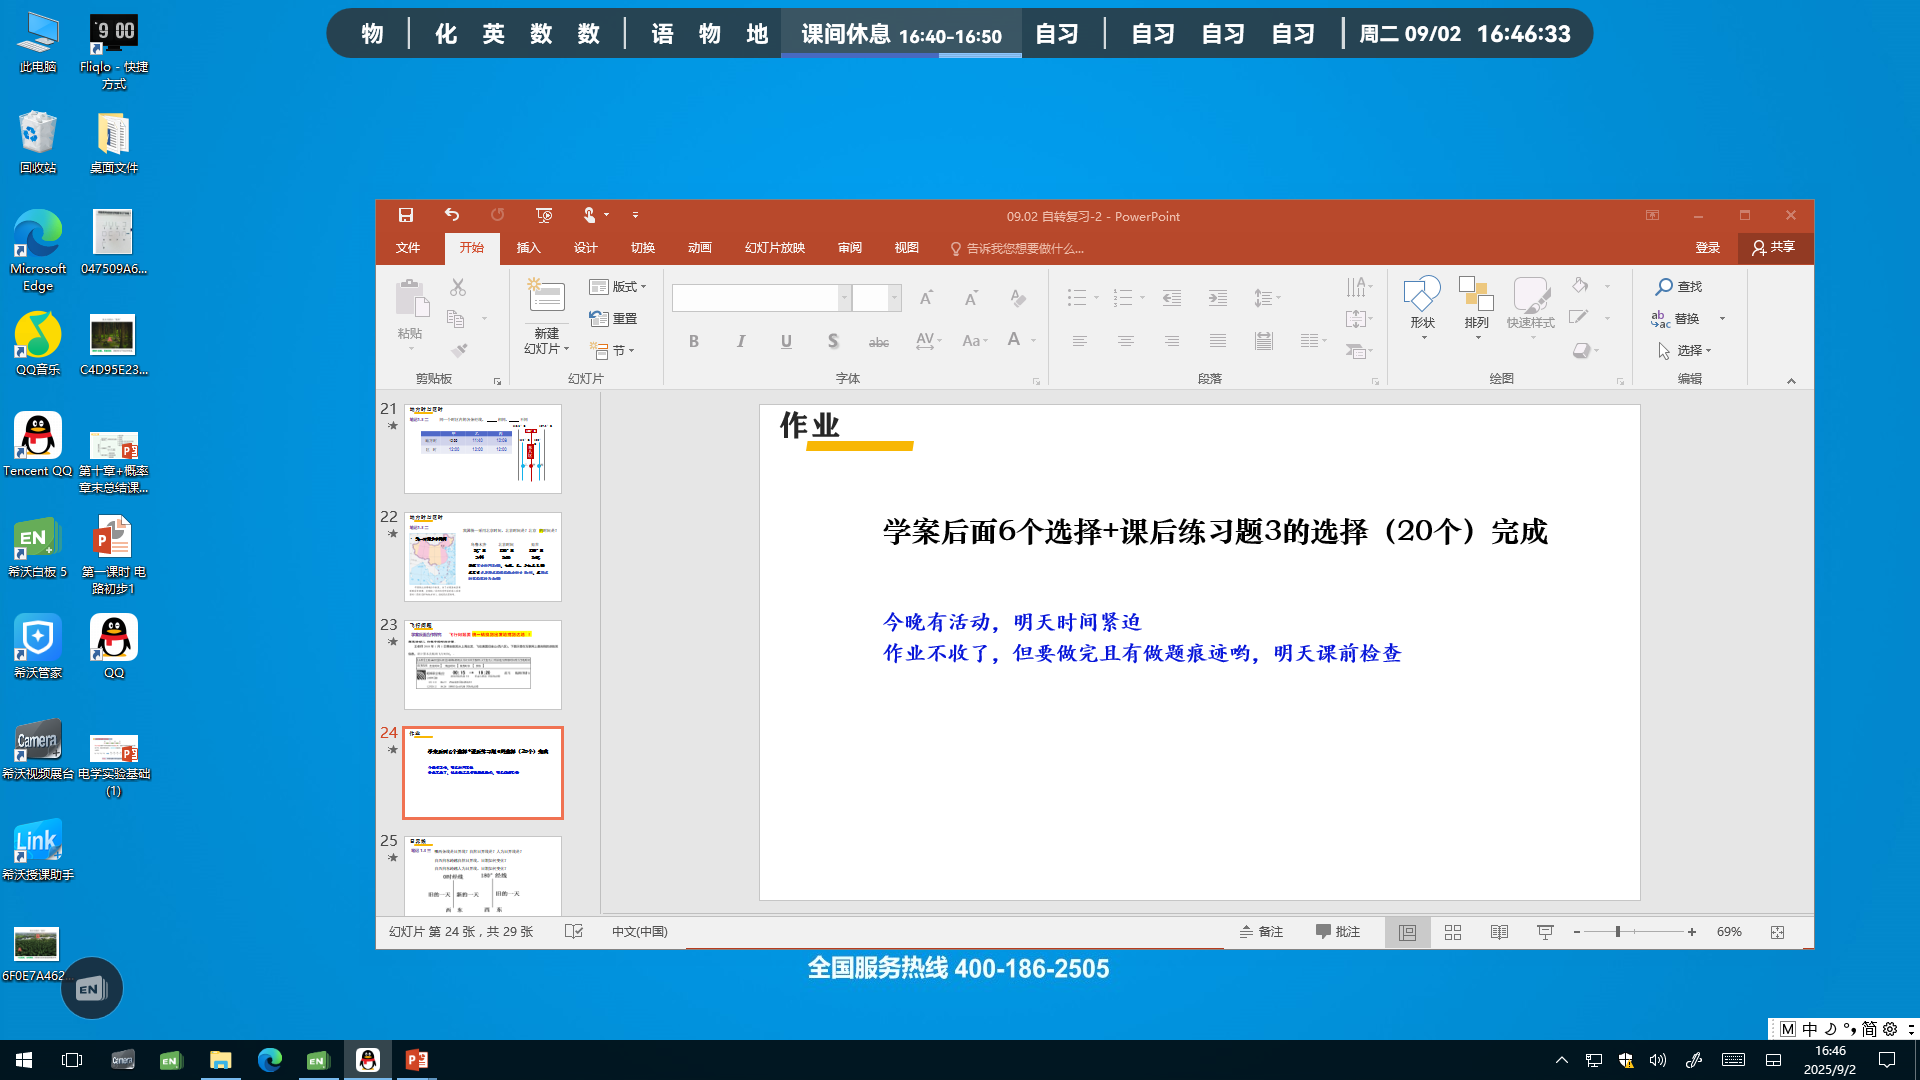 物 | 化 英 数 数 | 语 物 地 课间休息 16:40-16:50 自习 | 自习 自习 自习 | 周二 09/02 16:46:33
此电脑
Fliqlo - 快捷方式
回收站
桌面文件
Microsoft Edge
047509A6...
QQ音乐
C4D95E23...
Tencent QQ
第十章+概率章末总结课...
希沃白板 5
第一课时 电路初步1
希沃管家
QQ
希沃视频展台
电学实验基础 (1)
Camera
Link
希沃授课助手
6F0E7A462...
EN
09.02 自转复习-2 - PowerPoint
文件 开始 插入 设计 切换 动画 幻灯片放映 审阅 视图 告诉我您想要做什么... 登录 共享
粘贴
剪贴板
新建
幻灯片
版式
重置
节
幻灯片
B I U S abc AV Aa A
字体
段落
形状 排列 快速样式
绘图
查找
替换
选择
编辑
21
22
23
24
25
作业
学案后面6个选择+课后练习题3的选择（20个）完成
今晚有活动，明天时间紧迫
作业不收了，但要做完且有做题痕迹哟，明天课前检查
幻灯片 第 24 张，共 29 张 中文(中国) 备注 批注 69%
全国服务热线 400-186-2505
M 中 简
16:46
2025/9/2